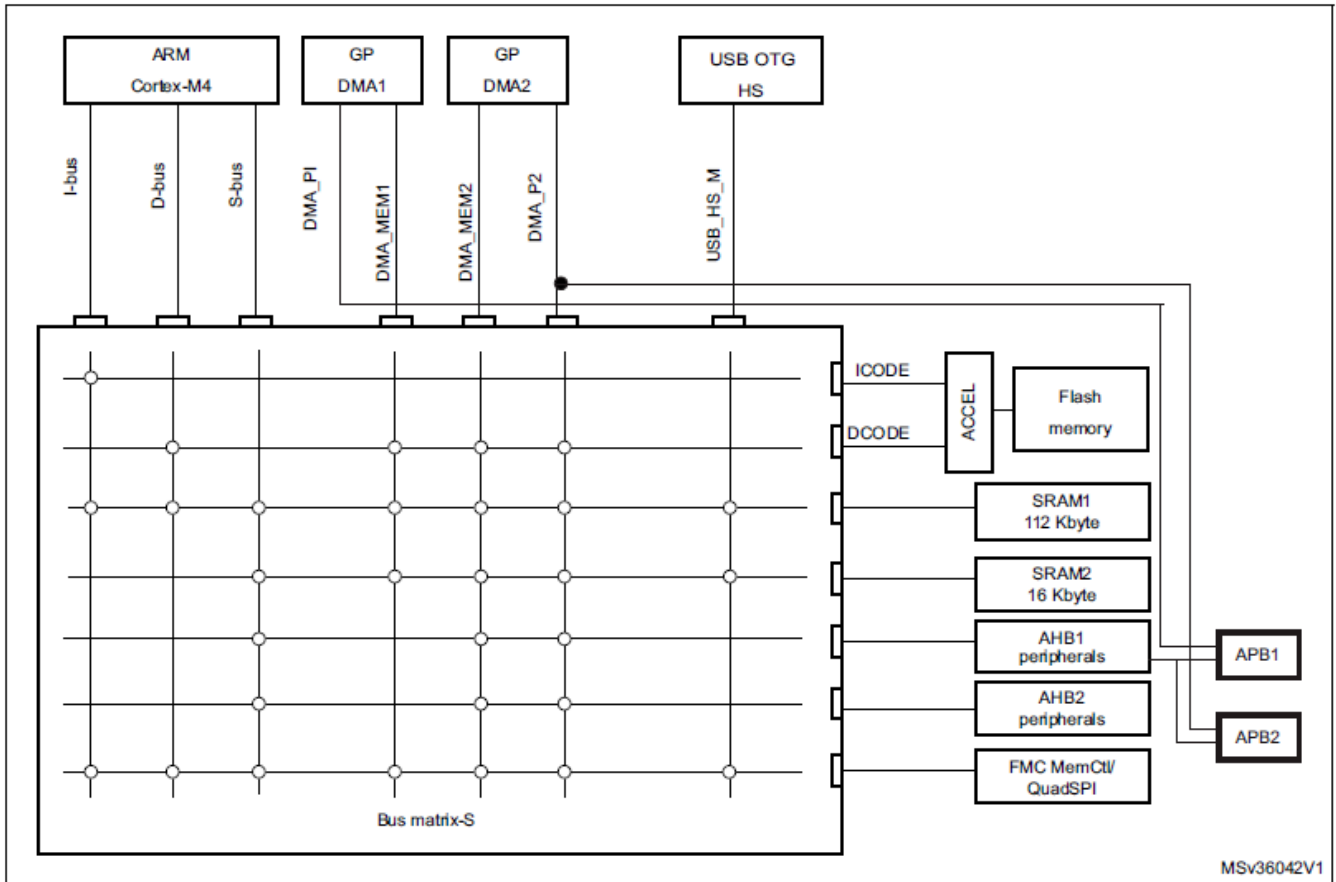 ARM
Cortex-M4
GP
DMA1
GP
DMA2
USB OTG
HS
I-bus
D-bus
S-bus
DMA_PI
DMA_MEM1
DMA_MEM2
DMA_P2
USB_HS_M
ICODE
DCODE
ACCEL
Flash
memory
SRAM1
112 Kbyte
SRAM2
16 Kbyte
AHB1
peripherals
APB1
AHB2
peripherals
APB2
FMC MemCtl/
QuadSPI
Bus matrix-S
MSv36042V1